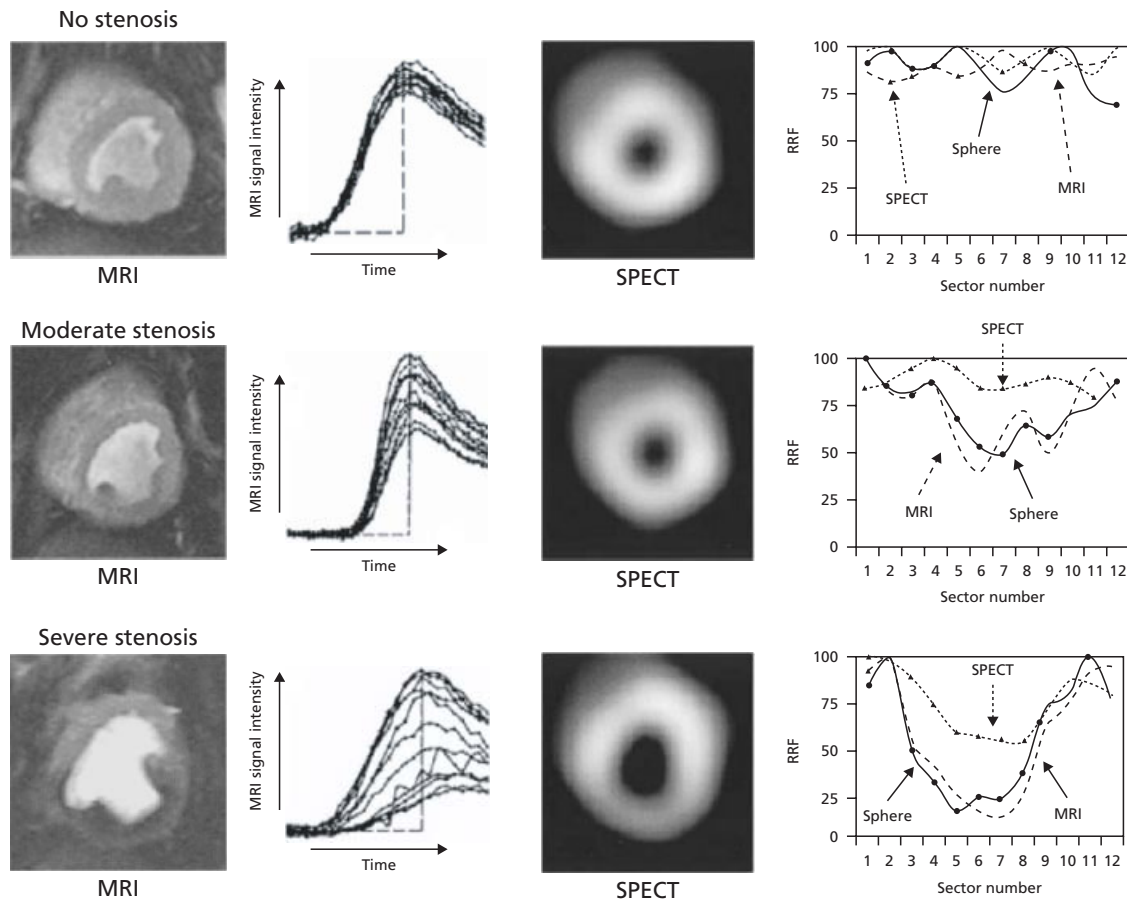 No stenosis
MRI
MRI signal intensity
Time
SPECT
RRF
100
75
50
25
0
Sphere
SPECT
MRI
1 2 3 4 5 6 7 8 9 10 11 12
Sector number
Moderate stenosis
MRI
MRI signal intensity
Time
SPECT
RRF
100
75
50
25
0
SPECT
MRI
Sphere
1 2 3 4 5 6 7 8 9 10 11 12
Sector number
Severe stenosis
MRI
MRI signal intensity
Time
SPECT
RRF
100
75
50
25
0
SPECT
Sphere
MRI
1 2 3 4 5 6 7 8 9 10 11 12
Sector number